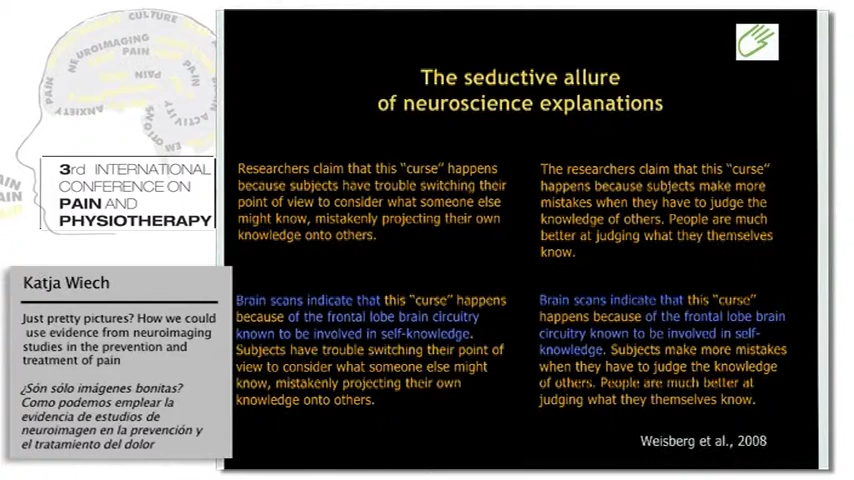 CULTURE
NEUROIMAGING
PAIN
PAIN
PAIN
PAIN
ANXIETY
BRAIN ACTIVITY
PAIN
3rd INTERNATIONAL
CONFERENCE ON
PAIN AND
PHYSIOTHERAPY
Katja Wiech
Just pretty pictures? How we could
use evidence from neuroimaging
studies in the prevention and
treatment of pain
¿Són sólo imágenes bonitas?
Como podemos emplear la
evidencia de estudios de
neuroimagen en la prevención y
el tratamiento del dolor
The seductive allure
of neuroscience explanations
Researchers claim that this "curse" happens
because subjects have trouble switching their
point of view to consider what someone else
might know, mistakenly projecting their own
knowledge onto others.
The researchers claim that this "curse"
happens because subjects make more
mistakes when they have to judge the
knowledge of others. People are much
better at judging what they themselves
know.
Brain scans indicate that this "curse" happens
because of the frontal lobe brain circuitry
known to be involved in self-knowledge.
Subjects have trouble switching their point of
view to consider what someone else might
know, mistakenly projecting their own
knowledge onto others.
Brain scans indicate that this "curse"
happens because of the frontal lobe brain
circuitry known to be involved in self-
knowledge. Subjects make more mistakes
when they have to judge the knowledge
of others. People are much better at
judging what they themselves know.
Weisberg et al., 2008